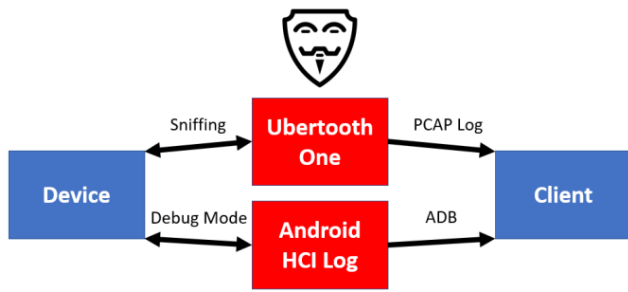 Sniffing
Ubertooth
One
PCAP Log
Device
Client
Debug Mode
Android
HCI Log
ADB